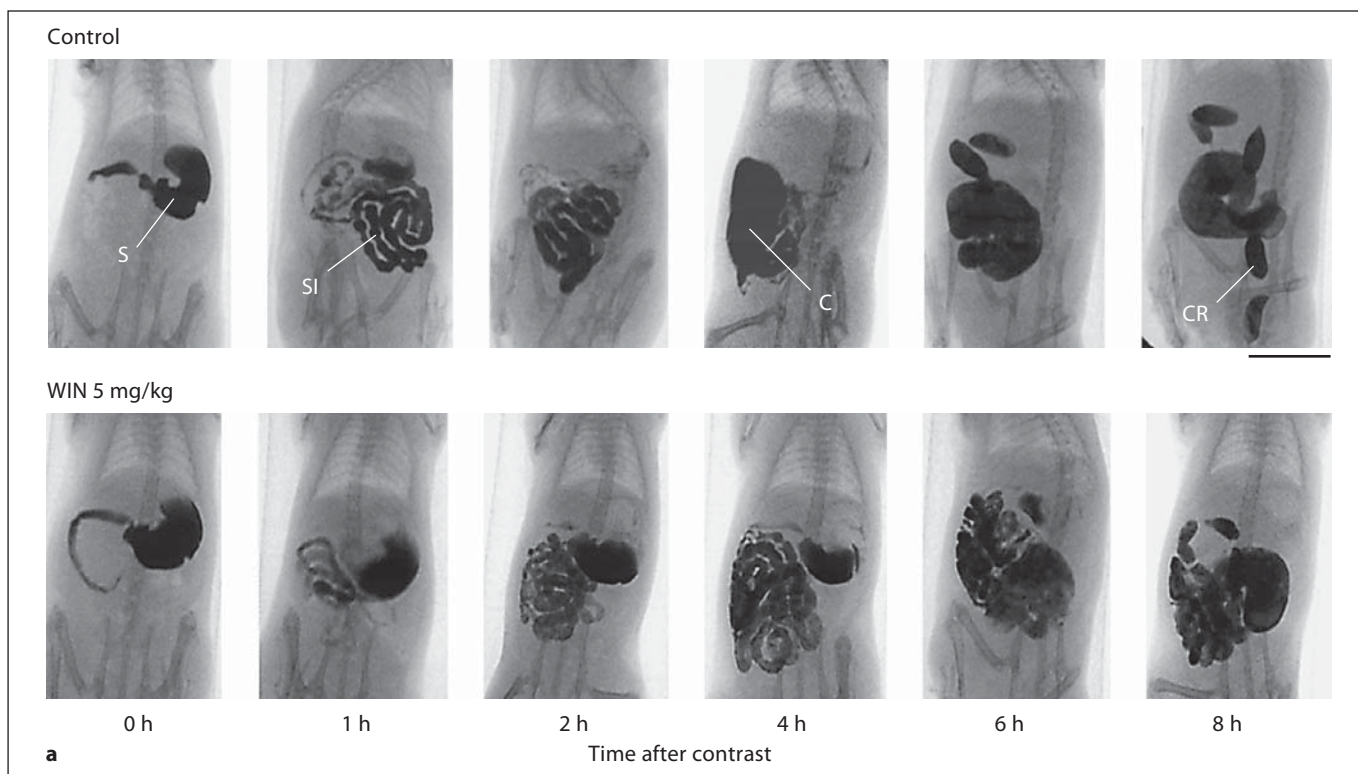 Control
S
SI
C
CR
WIN 5 mg/kg
0 h
1 h
2 h
4 h
6 h
8 h
a
Time after contrast